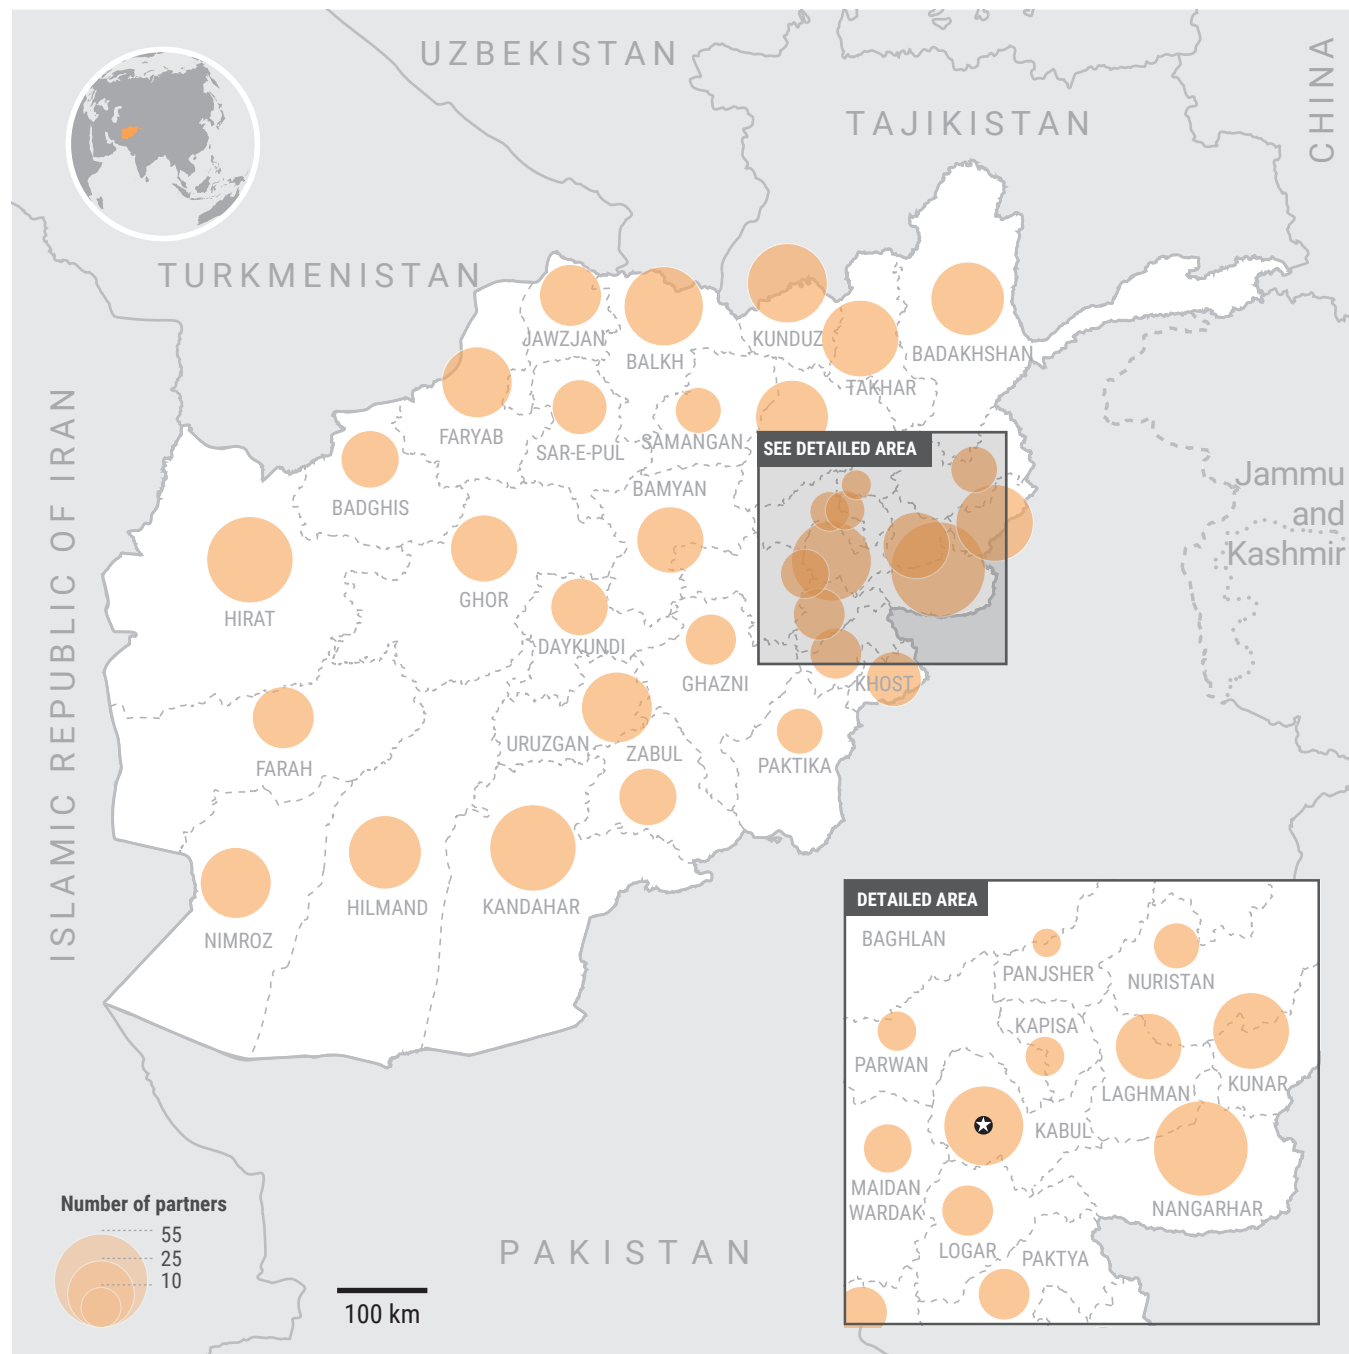 UZBEKISTAN
CHINA
TAJIKISTAN
TURKMENISTAN
JAWZJAN
BALKH
KUNDUZ
BADAKHSHAN
TAKHAR
FARYAB
SAR-E-PUL
SAMANGAN
SEE DETAILED AREA
BADGHIS
BAMYAN
Jammu
and
Kashmir
ISLAMIC REPUBLIC OF IRAN
HIRAT
GHOR
DAYKUNDI
GHAZNI
KHOST
URUZGAN
ZABUL
FARAH
PAKTIKA
HILMAND
KANDAHAR
NIMROZ
DETAILED AREA
BAGHLAN
PANJSHER
NURISTAN
KAPISA
PARWAN
LAGHMAN
KUNAR
KABUL
MAIDAN
WARDAK
NANGARHAR
LOGAR
PAKTYA
Number of partners
55
25
10
100 km
PAKISTAN